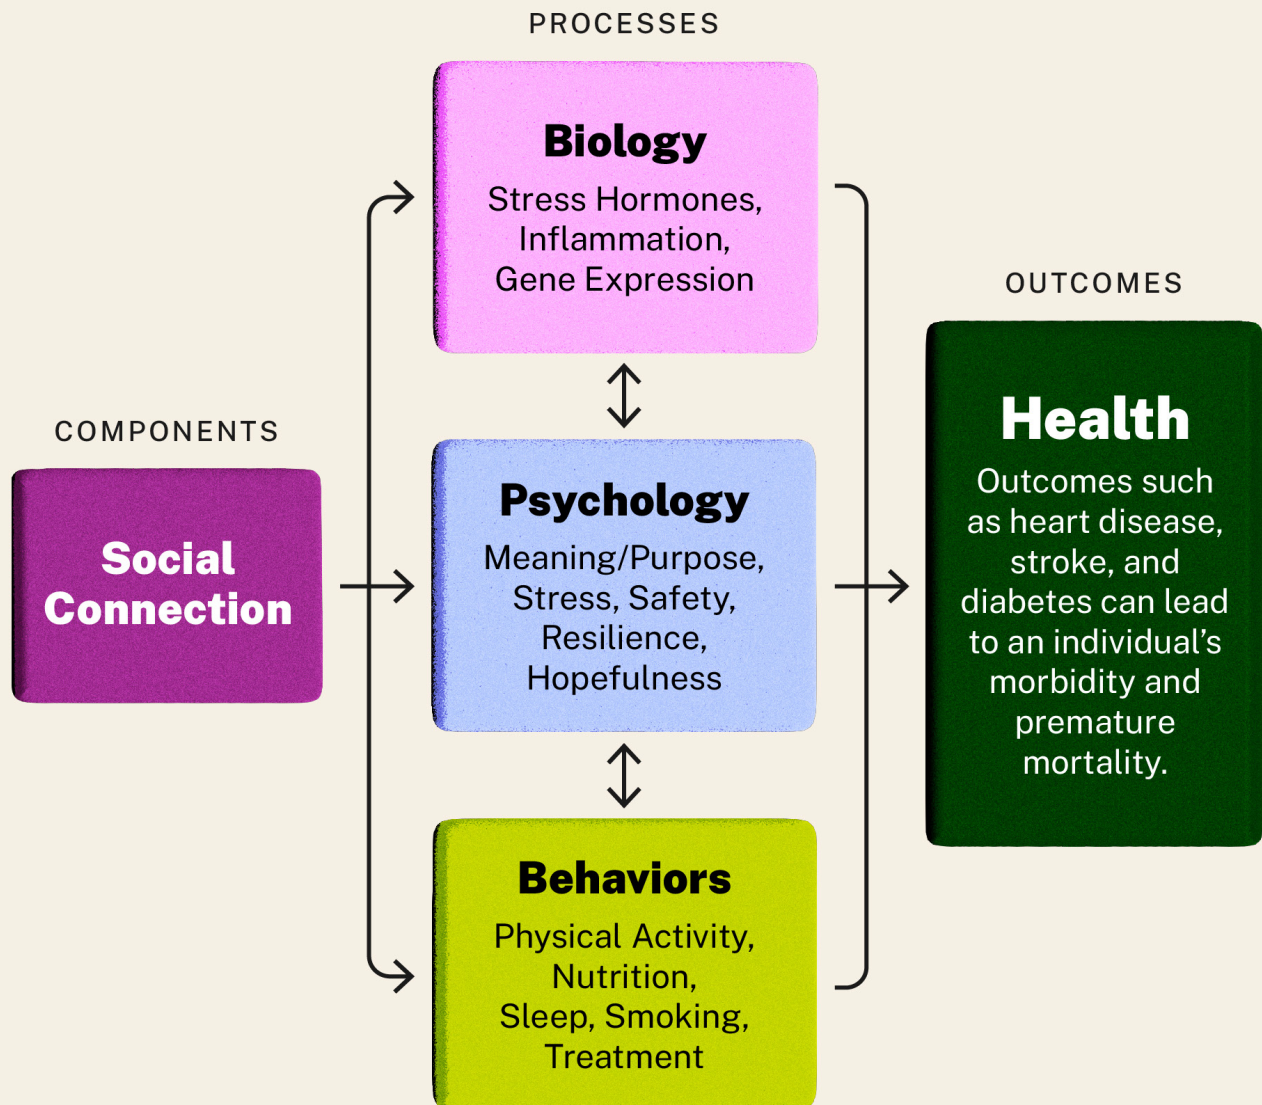 PROCESSES
Biology
Stress Hormones,
Inflammation,
Gene Expression
COMPONENTS
Social
Connection
Psychology
Meaning/Purpose,
Stress, Safety,
Resilience,
Hopefulness
Behaviors
Physical Activity,
Nutrition,
Sleep, Smoking,
Treatment
OUTCOMES
Health
Outcomes such
as heart disease,
stroke, and
diabetes can lead
to an individual’s
morbidity and
premature
mortality.